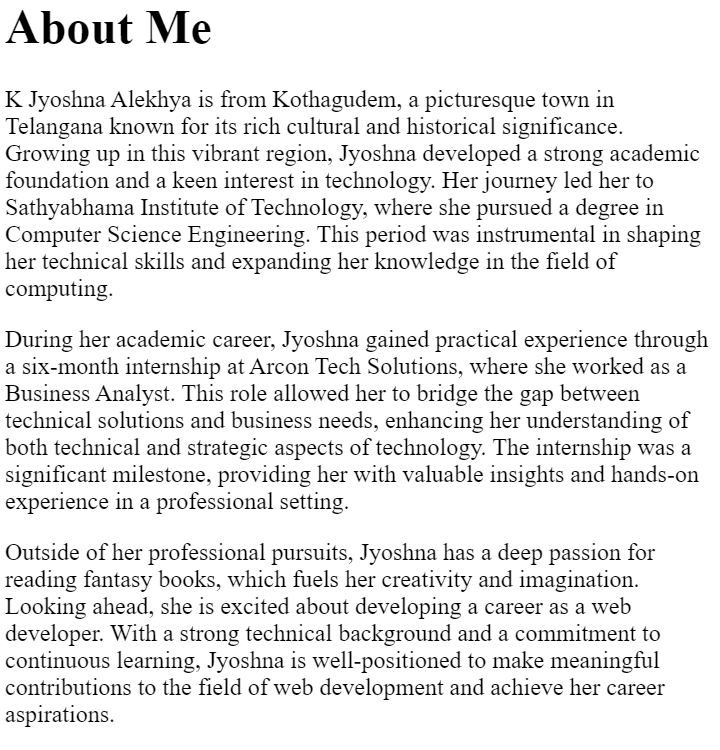 About Me
K Jyoshna Alekhya is from Kothagudem, a picturesque town in
Telangana known for its rich cultural and historical significance.
Growing up in this vibrant region, Jyoshna developed a strong academic
foundation and a keen interest in technology. Her journey led her to
Sathyabhama Institute of Technology, where she pursued a degree in
Computer Science Engineering. This period was instrumental in shaping
her technical skills and expanding her knowledge in the field of
computing.
During her academic career, Jyoshna gained practical experience through
a six-month internship at Arcon Tech Solutions, where she worked as a
Business Analyst. This role allowed her to bridge the gap between
technical solutions and business needs, enhancing her understanding of
both technical and strategic aspects of technology. The internship was a
significant milestone, providing her with valuable insights and hands-on
experience in a professional setting.
Outside of her professional pursuits, Jyoshna has a deep passion for
reading fantasy books, which fuels her creativity and imagination.
Looking ahead, she is excited about developing a career as a web
developer. With a strong technical background and a commitment to
continuous learning, Jyoshna is well-positioned to make meaningful
contributions to the field of web development and achieve her career
aspirations.